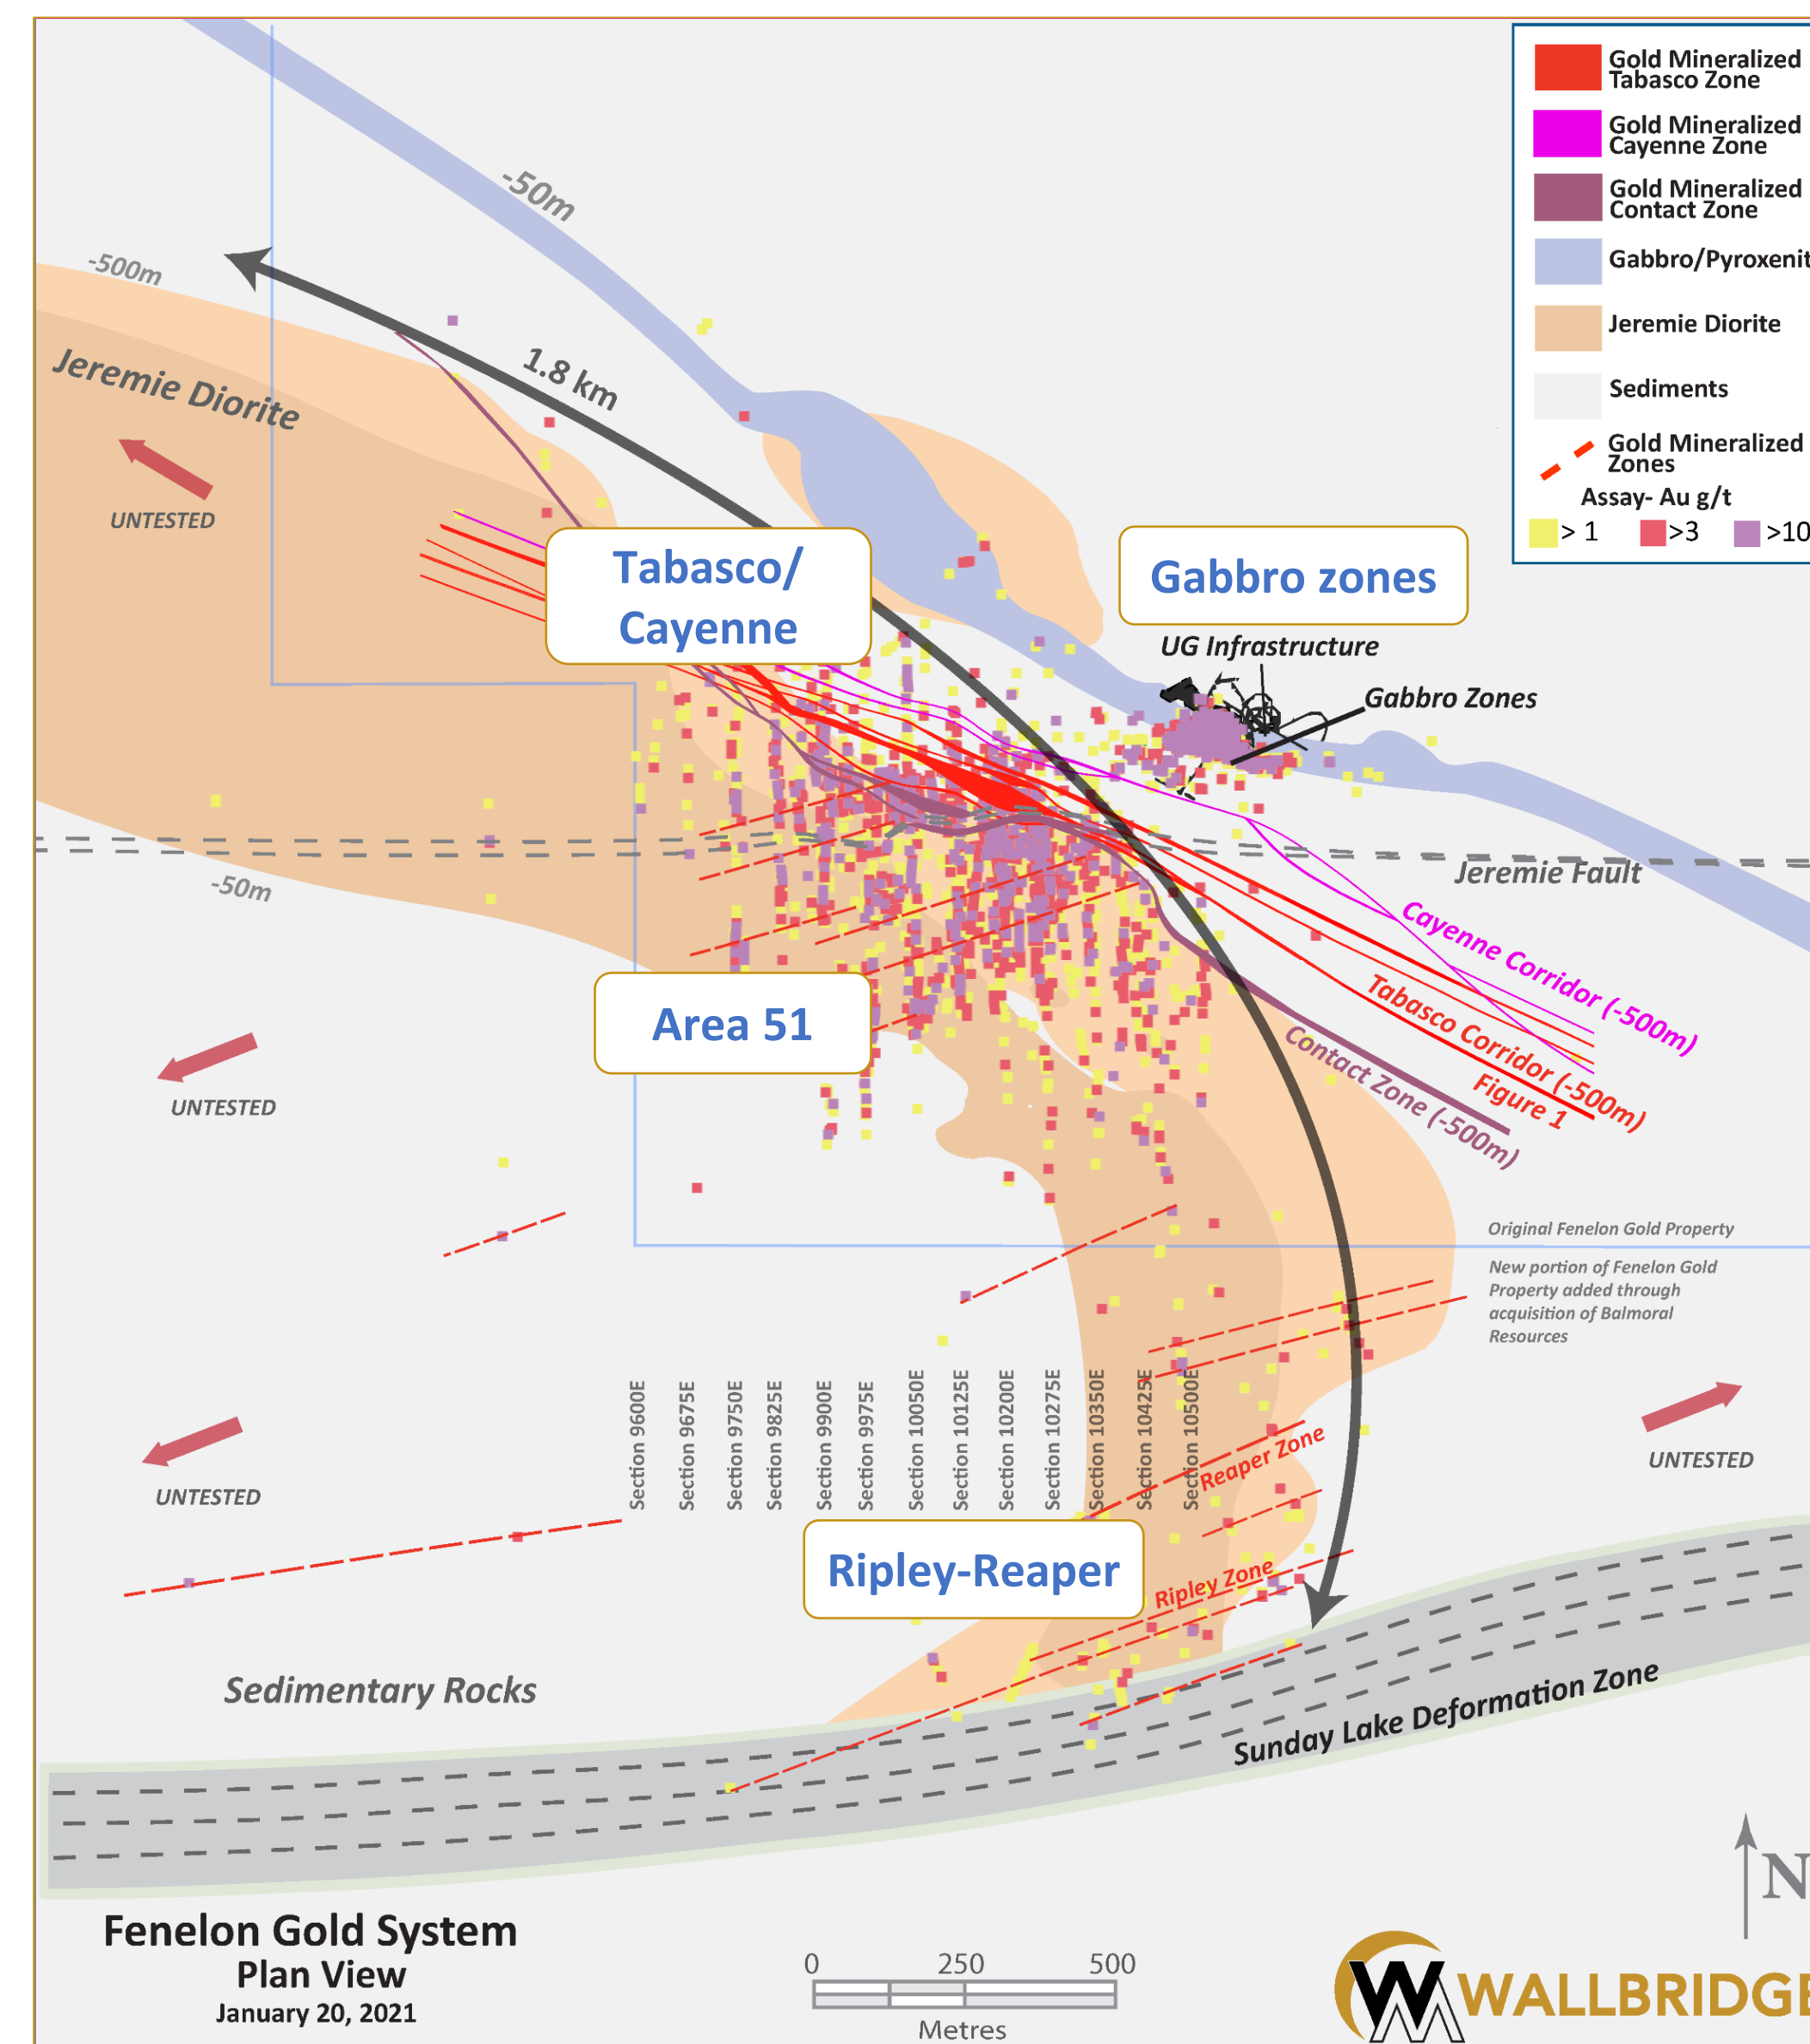 Gold Mineralized
Tabasco Zone
Gold Mineralized
Cayenne Zone
Gold Mineralized
Contact Zone
Gabbro/Pyroxenit
Jeremie Diorite
Sediments
Gold Mineralized
Zones
Assay- Au g/t
> 1
>3
>10
-50m
-500m
1.8 km
Jeremie Diorite
UNTESTED
Tabasco/
Cayenne
Gabbro zones
UG Infrastructure
Gabbro Zones
Jeremie Fault
-50m
Cayenne Corridor (-500m)
Tabasco Corridor (-500m)
Figure 1
Contact Zone (-500m)
Area 51
UNTESTED
Original Fenelon Gold Property
New portion of Fenelon Gold
Property added through
acquisition of Balmoral
Resources
Section 9600E
Section 9675E
Section 9750E
Section 9825E
Section 9900E
Section 9975E
Section 10050E
Section 10125E
Section 10200E
Section 10275E
Section 10350E
Section 10425E
Section 10500E
UNTESTED
UNTESTED
Reaper Zone
Ripley-Reaper
Ripley Zone
Sedimentary Rocks
Sunday Lake Deformation Zone
N
Fenelon Gold System
Plan View
January 20, 2021
0 250 500
Metres
WALLBRIDGE